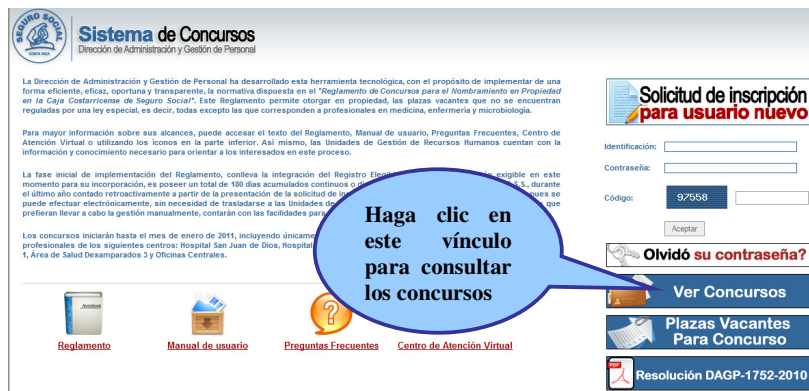 SEGURO SOCIAL
COSTA RICA
Sistema de Concursos
Dirección de Administración y Gestión de Personal
La Dirección de Administración y Gestión de Personal ha desarrollado esta herramienta tecnológica, con el propósito de implementar de una
forma eficiente, eficaz, oportuna y transparente, la normativa dispuesta en el "Reglamento de Concursos para el Nombramiento en Propiedad
en la Caja Costarricense de Seguro Social". Este Reglamento permite otorgar en propiedad, las plazas vacantes que no se encuentran
reguladas por una ley especial, es decir, todas excepto las que corresponden a profesionales en medicina, enfermería y microbiología.
Para mayor información sobre sus alcances, puede accesar el texto del Reglamento, Manual de usuario, Preguntas Frecuentes, Centro de
Atención Virtual o utilizando los iconos en la parte inferior. Así mismo, las Unidades de Gestión de Recursos Humanos cuentan con la
información y conocimiento necesario para orientar a los interesados en este proceso.
La fase inicial de implementación del Reglamento, conlleva la integración del Registro exigible en este
momento para su incorporación, es poseer un total de 180 días acumulados continuos o durante
el último año contado retroactivamente a partir de la presentación de la solicitud de pues se
puede efectuar electrónicamente, sin necesidad de trasladarse a las Unidades de que
prefieran llevar a cabo la gestión manualmente, contarán con las facilidades para
Los concursos iniciarán hasta el mes de enero de 2011, incluyendo
profesionales de los siguientes centros: Hospital San Juan de Dios,
1, Área de Salud Desamparados 3 y Oficinas Centrales.
Haga clic en
este vínculo
para consultar
los concursos
NoteBook
Reglamento
Manual de usuario
Preguntas Frecuentes
Centro de Atención Virtual
Solicitud de inscripción
para usuario nuevo
Identificación:
Contraseña:
Código: 97558
Aceptar
Olvidó su contraseña?
Ver Concursos
Plazas Vacantes
Para Concurso
PDF
Resolución DAGP-1752-2010